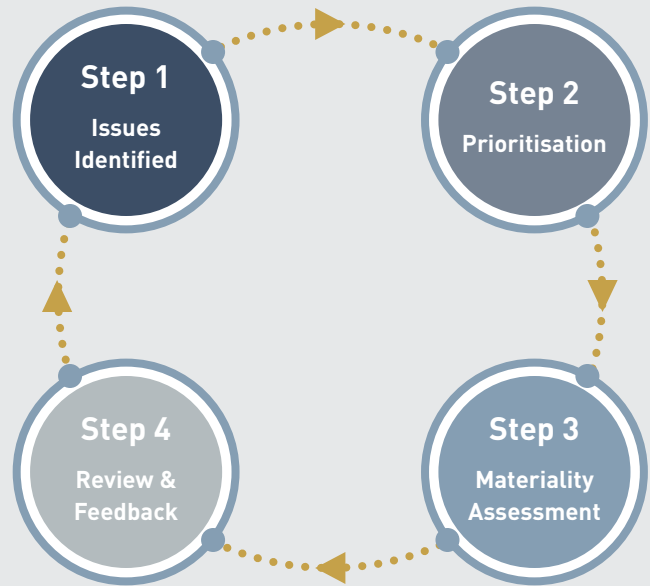 Step 1
Issues
Identified
Step 2
Prioritisation
Step 3
Materiality
Assessment
Step 4
Review &
Feedback